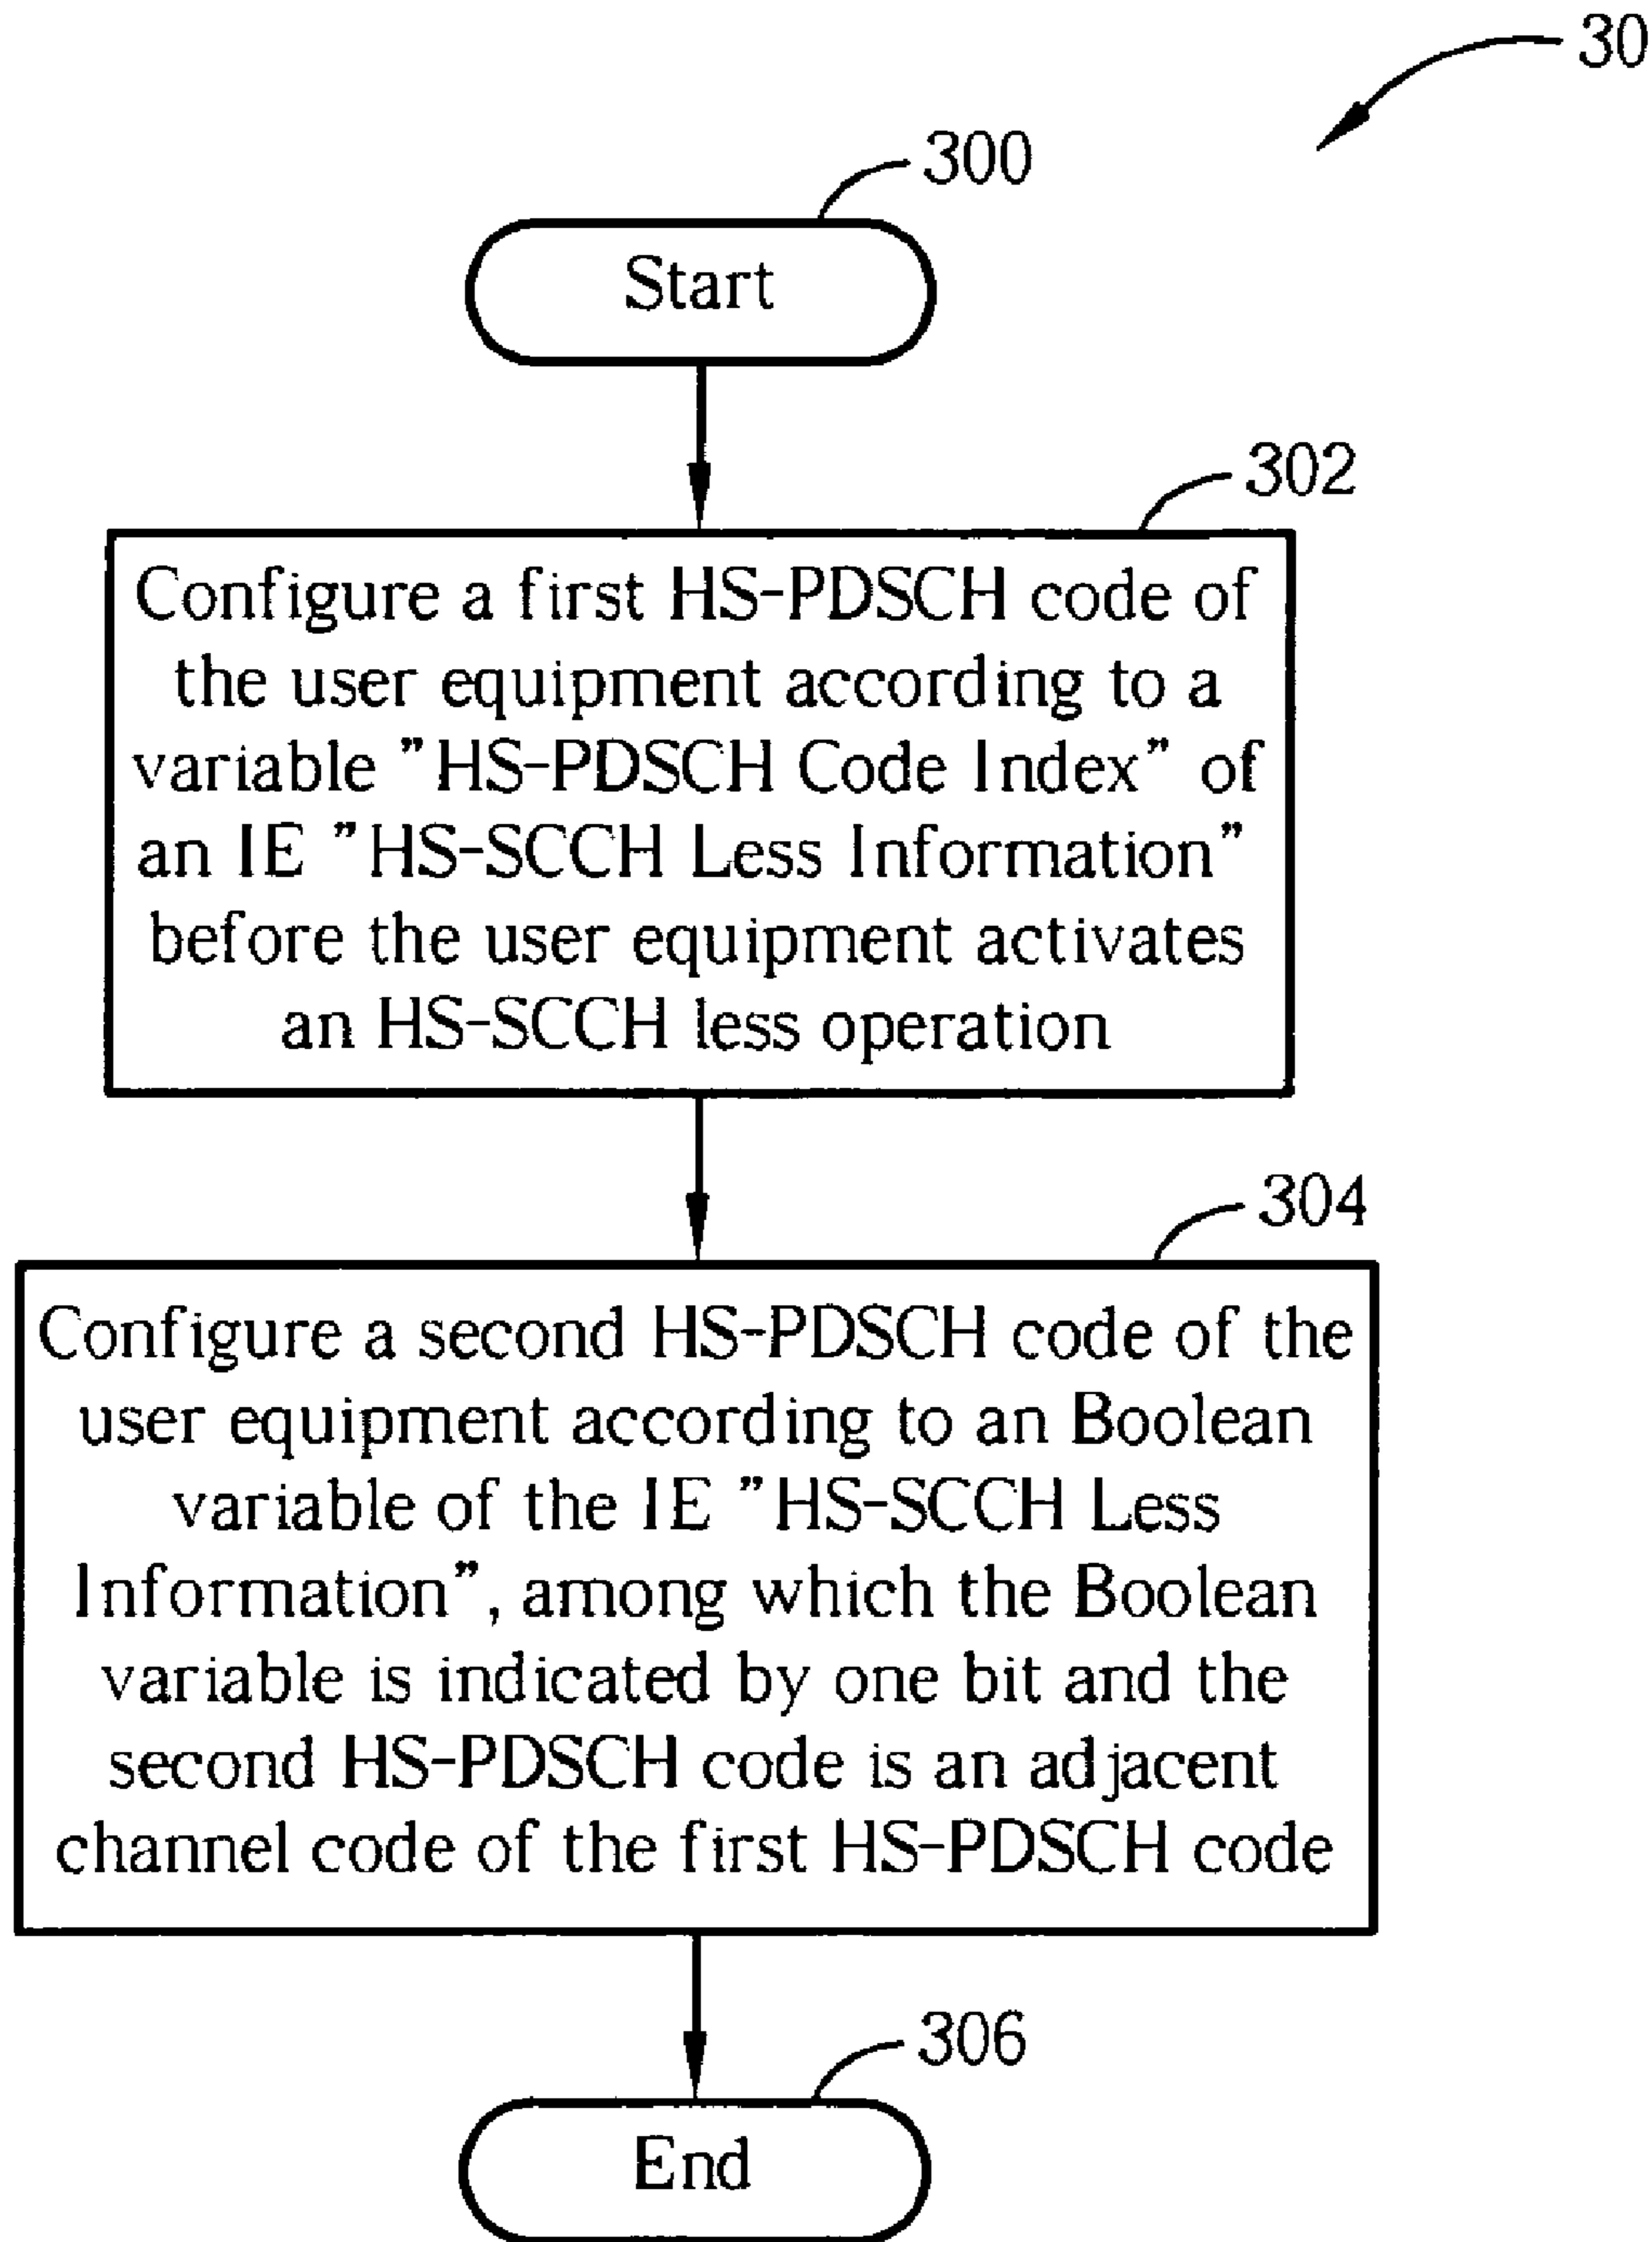 30
300
Start
302
Configure a first HS-PDSCH code of
the user equipment according to a
variable ”HS-PDSCH Code Index” of
an IE ”HS-SCCH Less Information”
before the user equipment activates
an HS-SCCH less operation
304
Configure a second HS-PDSCH code of the
user equipment according to an Boolean
variable of the IE ”HS-SCCH Less
Information”, among which the Boolean
variable is indicated by one bit and the
second HS-PDSCH code is an adjacent
channel code of the first HS-PDSCH code
306
End